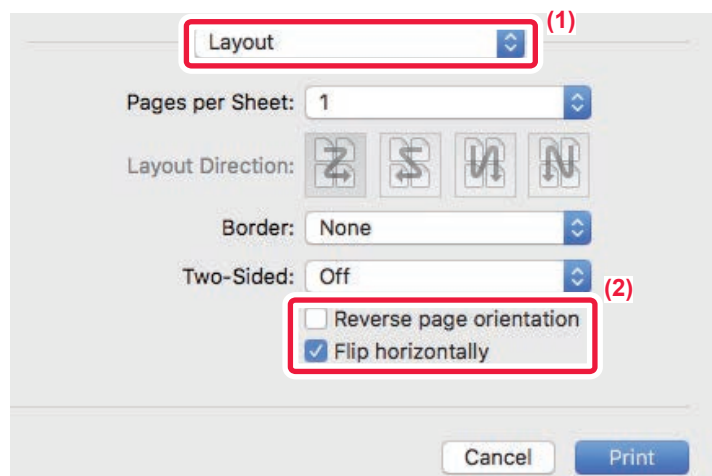 (1)
Layout
Pages per Sheet: 1
Layout Direction:
Border: None
Two-Sided: Off
(2)
Reverse page orientation
Flip horizontally
Cancel Print